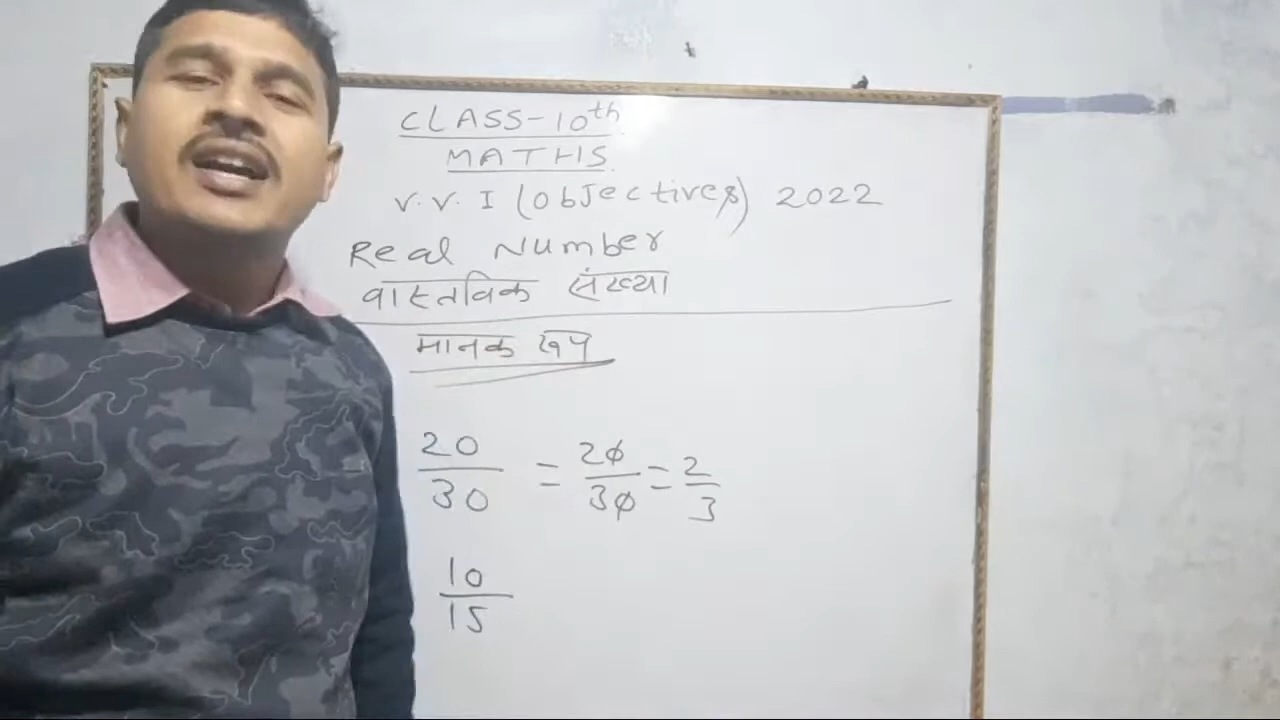 CLASS-10th
MATHS.
V.V.I (Objectives) 2022
Real Number
वास्तविक संख्या
मानक रूप
20/30 = 20/30 = 2/3
10/15